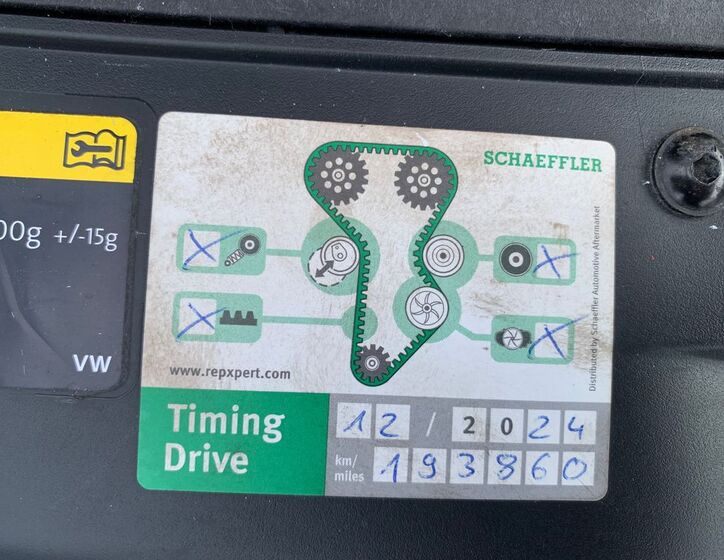 00g +/-15g
VW
SCHAEFFLER
X
X
X
X
Distributed by Schaeffler Automotive Aftermarket
www.repxpert.com
Timing
Drive
12 / 2024
km/
miles
193860